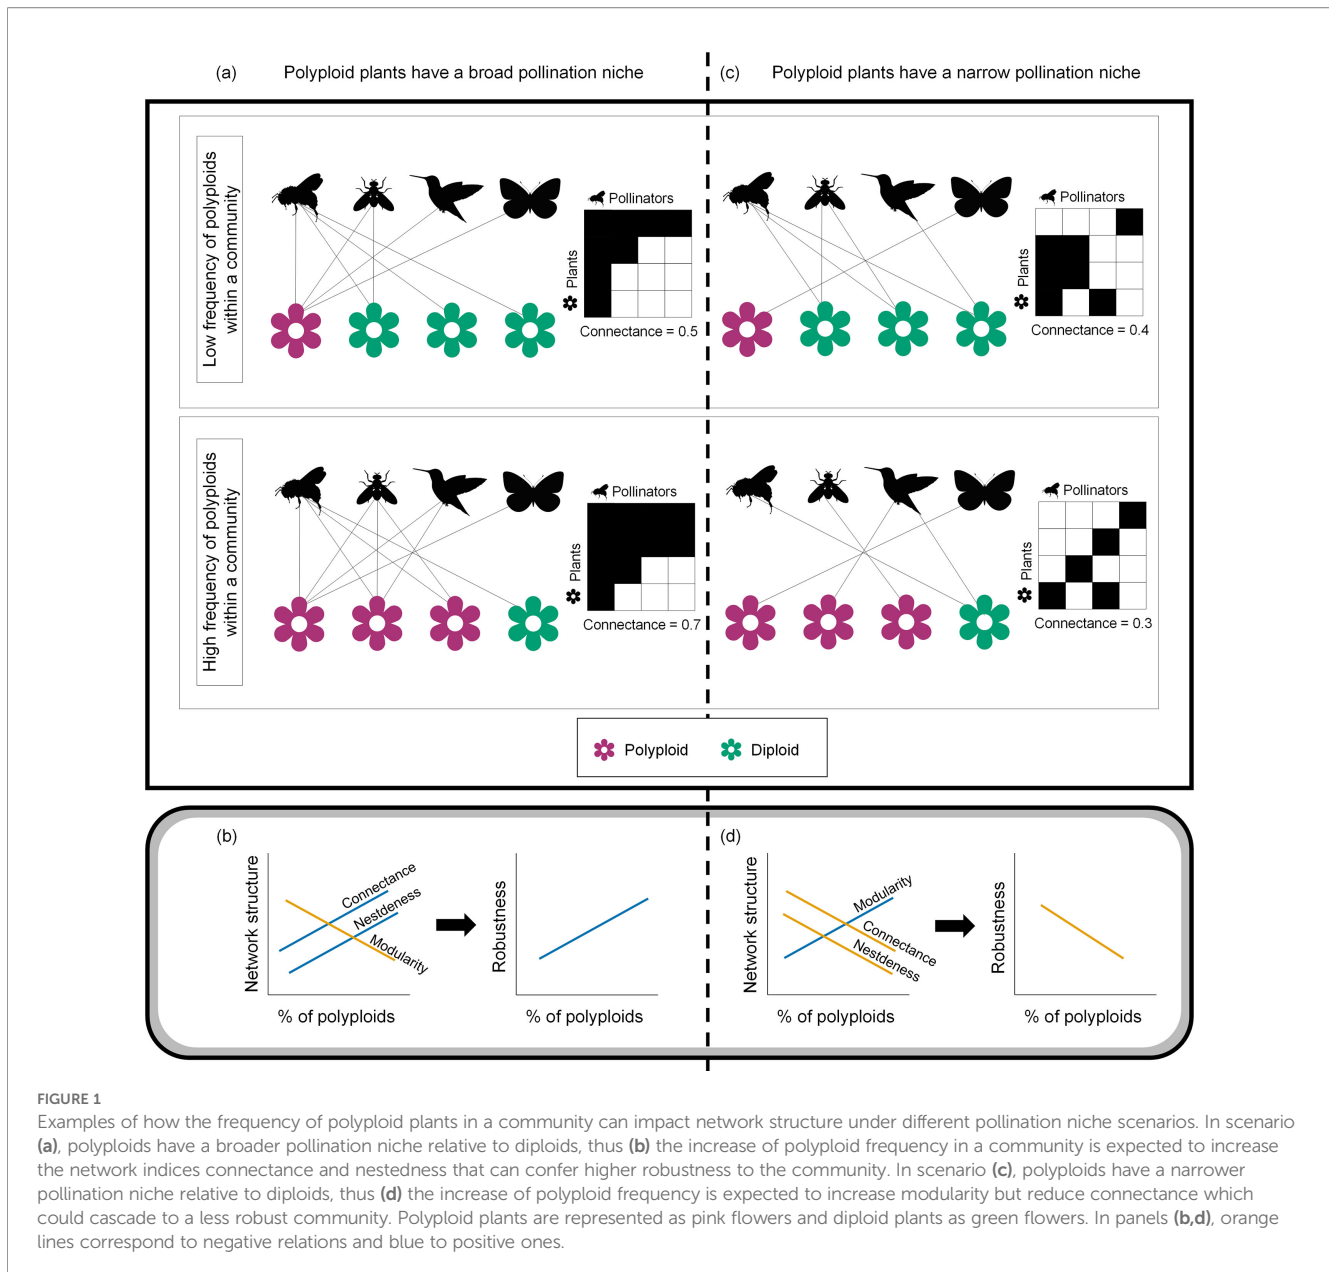 (a) Polyploid plants have a broad pollination niche
(c) Polyploid plants have a narrow pollination niche
Low frequency of polyploids
within a community
Pollinators
Plants
Connectance = 0.5
Pollinators
Plants
Connectance = 0.4
High frequency of polyploids
within a community
Pollinators
Plants
Connectance = 0.7
Pollinators
Plants
Connectance = 0.3
Polyploid
Diploid
(b)
Network structure
Connectance
Nestdeness
Modularity
% of polyploids
Robustness
% of polyploids
(d)
Network structure
Modularity
Connectance
Nestdeness
% of polyploids
Robustness
% of polyploids
FIGURE 1
Examples of how the frequency of polyploid plants in a community can impact network structure under different pollination niche scenarios. In scenario
(a), polyploids have a broader pollination niche relative to diploids, thus (b) the increase of polyploid frequency in a community is expected to increase
the network indices connectance and nestedness that can confer higher robustness to the community. In scenario (c), polyploids have a narrower
pollination niche relative to diploids, thus (d) the increase of polyploid frequency is expected to increase modularity but reduce connectance which
could cascade to a less robust community. Polyploid plants are represented as pink flowers and diploid plants as green flowers. In panels (b,d), orange
lines correspond to negative relations and blue to positive ones.